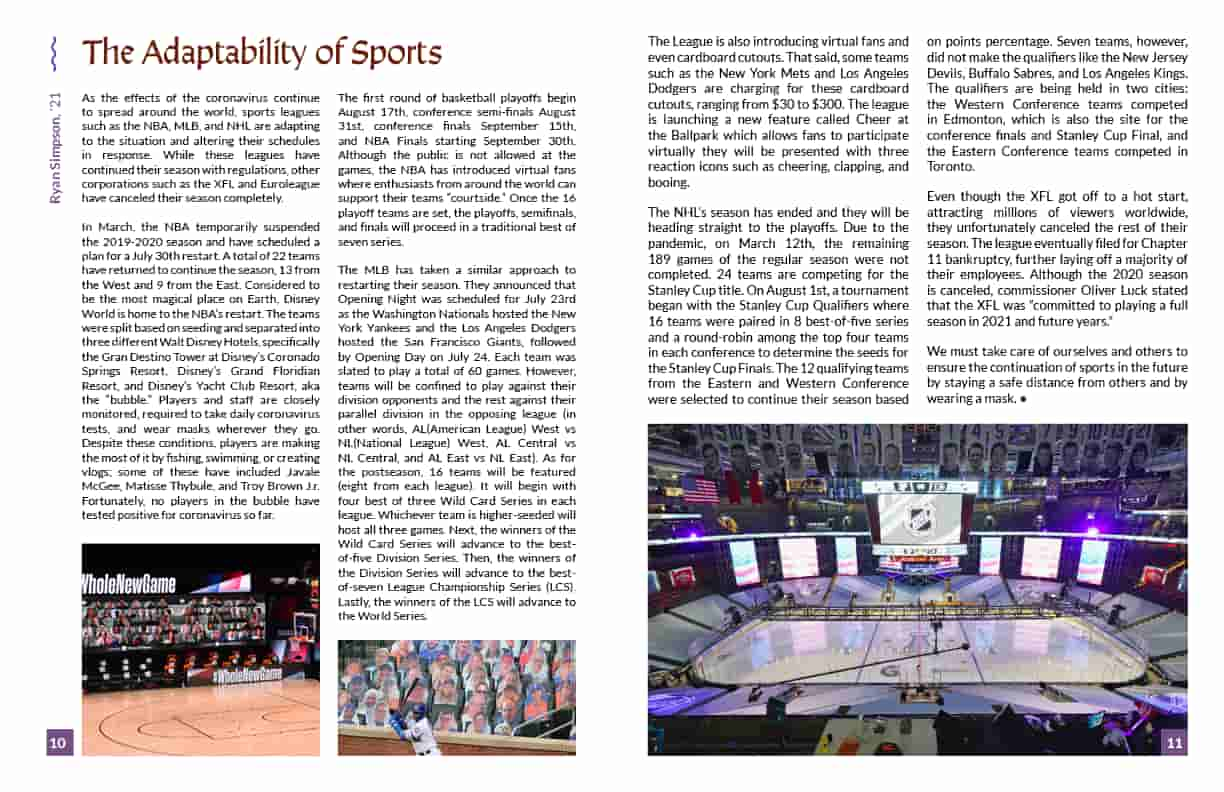 The Adaptability of Sports
Ryan Simpson, '21
As the effects of the coronavirus continue
to spread around the world, sports leagues
such as the NBA, MLB, and NHL are adapting
to the situation and altering their schedules
in response. While these leagues have
continued their season with regulations, other
corporations such as the XFL and Euroleague
have canceled their season completely.
In March, the NBA temporarily suspended
the 2019-2020 season and have scheduled a
plan for a July 30th restart. A total of 22 teams
have returned to continue the season, 13 from
the West and 9 from the East. Considered to
be the most magical place on Earth, Disney
World is home to the NBA's restart. The teams
were split based on seeding and separated into
three different Walt Disney Hotels, specifically
the Gran Destino Tower at Disney's Coronado
Springs Resort, Disney's Grand Floridian
Resort, and Disney's Yacht Club Resort, aka
the "bubble." Players and staff are closely
monitored, required to take daily coronavirus
tests, and wear masks wherever they go.
Despite these conditions, players are making
the most of it by fishing, swimming, or creating
vlogs; some of these have included Javale
McGee, Matisse Thybule, and Troy Brown J.r.
Fortunately, no players in the bubble have
tested positive for coronavirus so far.
WholeNewGame
#WholeNewGame
10
The first round of basketball playoffs begin
August 17th, conference semi-finals August
31st, conference finals September 15th,
and NBA Finals starting September 30th.
Although the public is not allowed at the
games, the NBA has introduced virtual fans
where enthusiasts from around the world can
support their teams "courtside." Once the 16
playoff teams are set, the playoffs, semifinals,
and finals will proceed in a traditional best of
seven series.
The MLB has taken a similar approach to
restarting their season. They announced that
Opening Night was scheduled for July 23rd
as the Washington Nationals hosted the New
York Yankees and the Los Angeles Dodgers
hosted the San Francisco Giants, followed
by Opening Day on July 24. Each team was
slated to play a total of 60 games. However,
teams will be confined to play against their
division opponents and the rest against their
parallel division in the opposing league (in
other words, AL(American League) West vs
NL(National League) West, AL Central vs
NL Central, and AL East vs NL East). As for
the postseason, 16 teams will be featured
(eight from each league). It will begin with
four best of three Wild Card Series in each
league. Whichever team is higher-seeded will
host all three games. Next, the winners of the
Wild Card Series will advance to the best-
of-five Division Series. Then, the winners of
the Division Series will advance to the best-
of-seven League Championship Series (LCS).
Lastly, the winners of the LCS will advance to
the World Series.
The League is also introducing virtual fans and
even cardboard cutouts. That said, some teams
such as the New York Mets and Los Angeles
Dodgers are charging for these cardboard
cutouts, ranging from $30 to $300. The league
is launching a new feature called Cheer at
the Ballpark which allows fans to participate
virtually they will be presented with three
reaction icons such as cheering, clapping, and
booing.
The NHL's season has ended and they will be
heading straight to the playoffs. Due to the
pandemic, on March 12th, the remaining
189 games of the regular season were not
completed. 24 teams are competing for the
Stanley Cup title. On August 1st, a tournament
began with the Stanley Cup Qualifiers where
16 teams were paired in 8 best-of-five series
and a round-robin among the top four teams
in each conference to determine the seeds for
the Stanley Cup Finals. The 12 qualifying teams
from the Eastern and Western Conference
were selected to continue their season based
on points percentage. Seven teams, however,
did not make the qualifiers like the New Jersey
Devils, Buffalo Sabres, and Los Angeles Kings.
The qualifiers are being held in two cities:
the Western Conference teams competed
in Edmonton, which is also the site for the
conference finals and Stanley Cup Final, and
the Eastern Conference teams competed in
Toronto.
Even though the XFL got off to a hot start,
attracting millions of viewers worldwide,
they unfortunately canceled the rest of their
season. The league eventually filed for Chapter
11 bankruptcy, further laying off a majority of
their employees. Although the 2020 season
is canceled, commissioner Oliver Luck stated
that the XFL was "committed to playing a full
season in 2021 and future years."
We must take care of ourselves and others to
ensure the continuation of sports in the future
by staying a safe distance from others and by
wearing a mask. ●
NHL
11